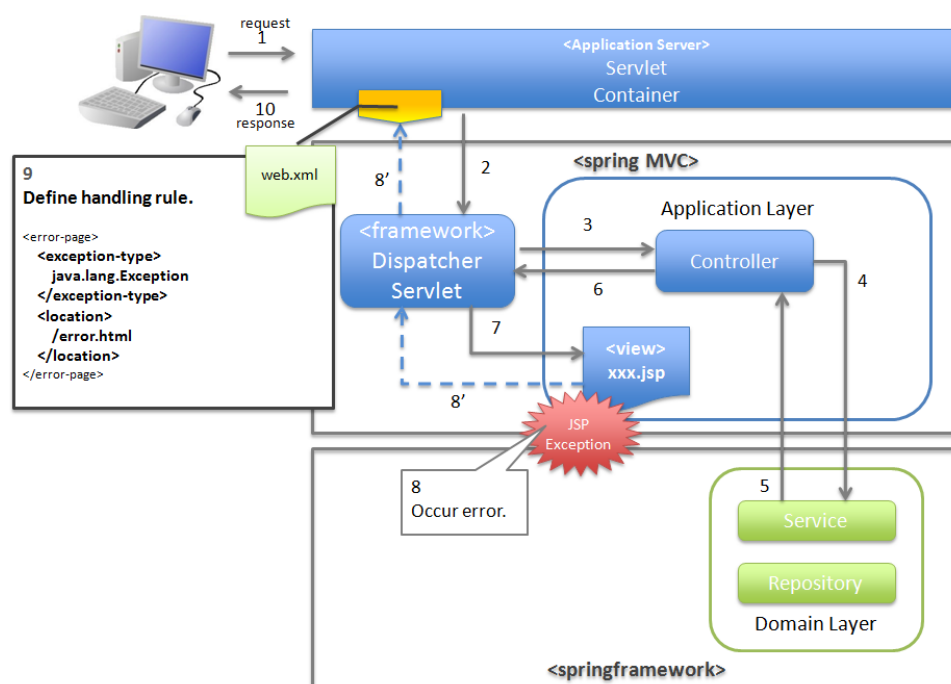 request
1
10
response
<Application Server>
Servlet
Container
9
Define handling rule.
<error-page>
<exception-type>
java.lang.Exception
</exception-type>
<location>
/error.html
</location>
</error-page>
web.xml
8’
2
<spring MVC>
Application Layer
<framework>
Dispatcher
Servlet
3
6
Controller
4
7
<view>
xxx.jsp
8’
JSP
Exception
8
Occur error.
5
Service
Repository
Domain Layer
<springframework>